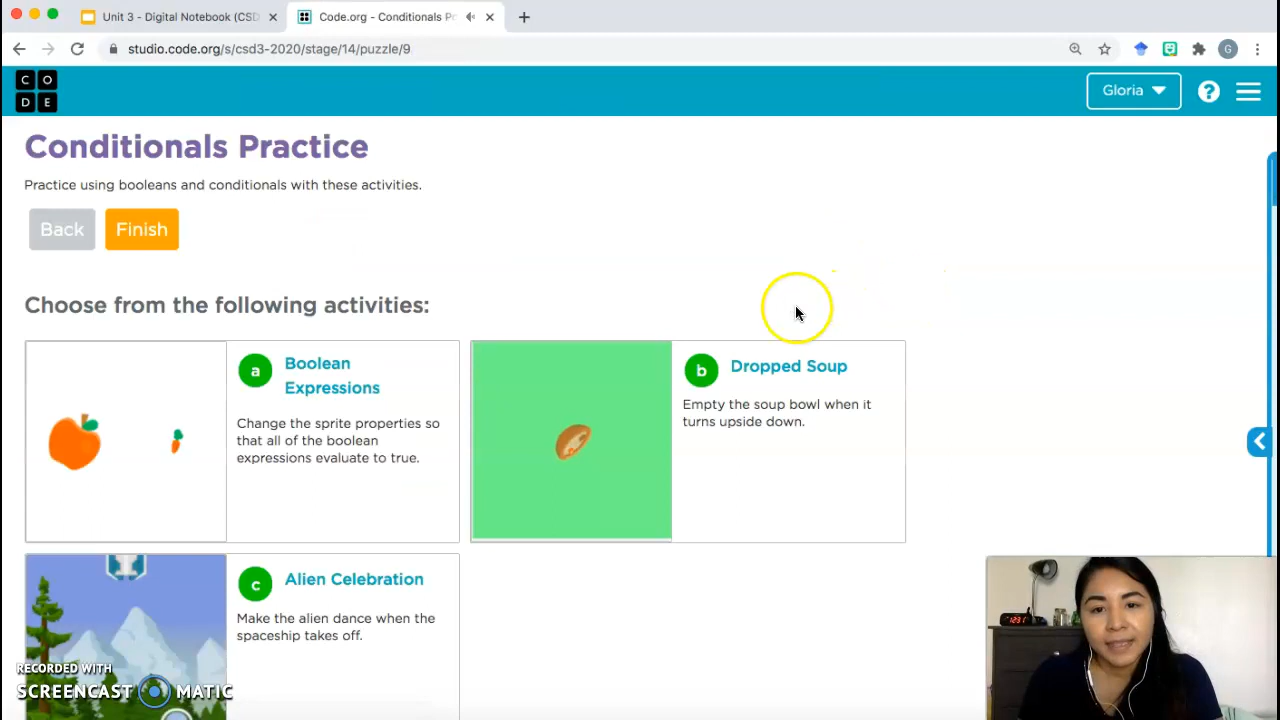 Unit 3 - Digital Notebook (CSD
Code.org - Conditionals Pr
studio.code.org/s/csd3-2020/stage/14/puzzle/9
G
C O
D E
Gloria
?
Conditionals Practice
Practice using booleans and conditionals with these activities.
Back
Finish
Choose from the following activities:
a
Boolean
Expressions
Change the sprite properties so
that all of the boolean
expressions evaluate to true.
b
Dropped Soup
Empty the soup bowl when it
turns upside down.
c
Alien Celebration
Make the alien dance when the
spaceship takes off.
RECORDED WITH
SCREENCAST MATIC